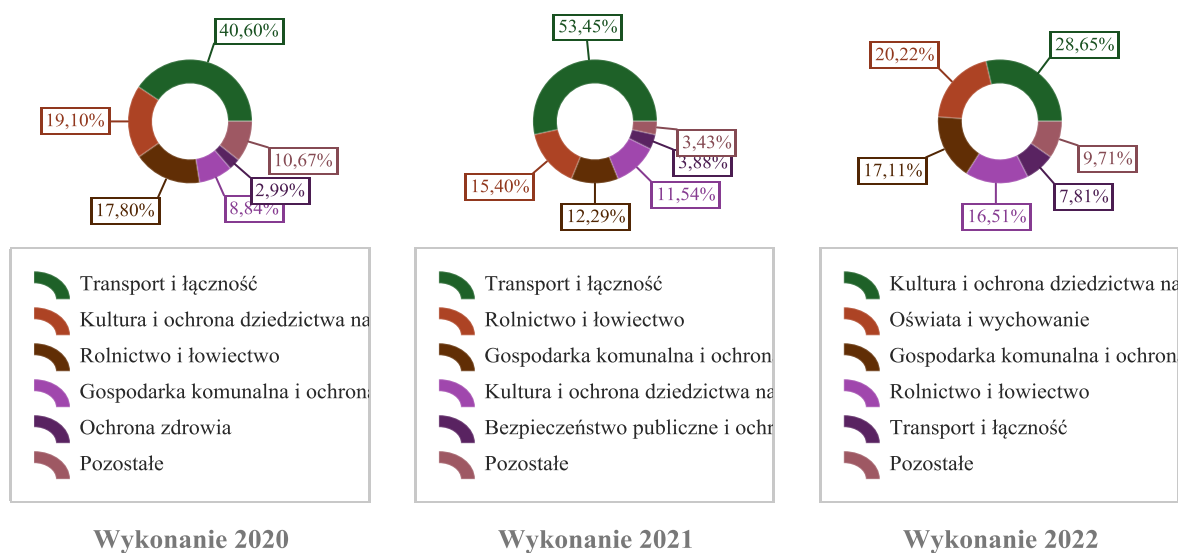 40,60%
19,10%
10,67%
2,99%
8,84%
17,80%
Transport i łączność
Kultura i ochrona dziedzictwa na
Rolnictwo i łowiectwo
Gospodarka komunalna i ochrona
Ochrona zdrowia
Pozostałe
Wykonanie 2020
53,45%
3,43%
3,88%
15,40%
11,54%
12,29%
Transport i łączność
Rolnictwo i łowiectwo
Gospodarka komunalna i ochron
Kultura i ochrona dziedzictwa na
Bezpieczeństwo publiczne i ochr
Pozostałe
Wykonanie 2021
28,65%
20,22%
9,71%
17,11%
7,81%
16,51%
Kultura i ochrona dziedzictwa na
Oświata i wychowanie
Gospodarka komunalna i ochron
Rolnictwo i łowiectwo
Transport i łączność
Pozostałe
Wykonanie 2022